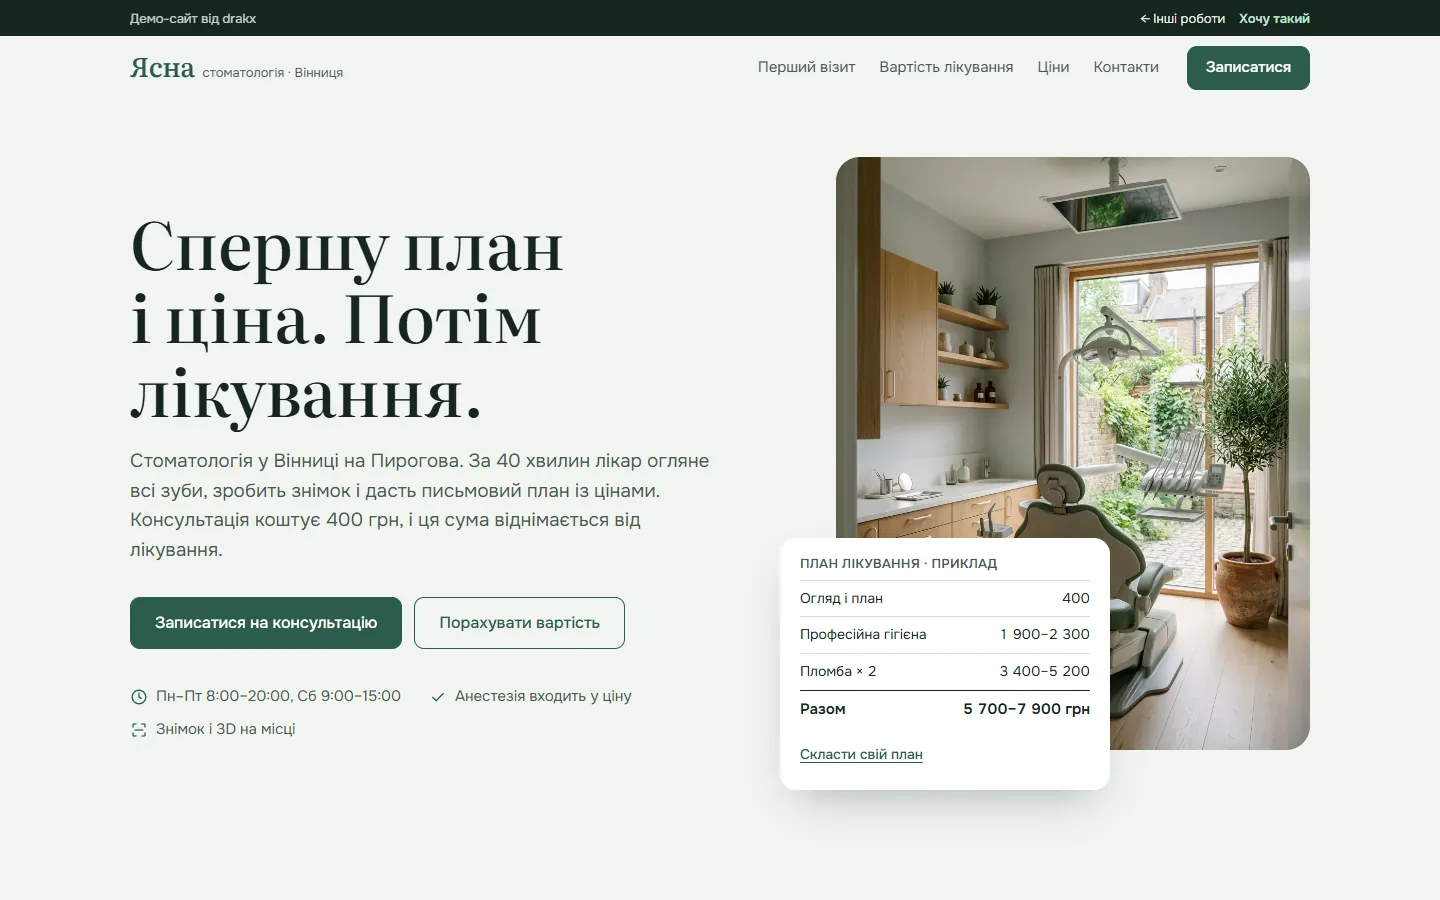 Демо-сайт від drakx
← Інші роботи Хочу такий
Ясна стоматологія · Вінниця
Перший візит Вартість лікування Ціни Контакти Записатися
Спершу план
і ціна. Потім
лікування.
Стоматологія у Вінниці на Пирогова. За 40 хвилин лікар огляне
всі зуби, зробить знімок і дасть письмовий план із цінами.
Консультація коштує 400 грн, і ця сума віднімається від
лікування.
Записатися на консультацію Порахувати вартість
Пн–Пт 8:00–20:00, Сб 9:00–15:00 Анестезія входить у ціну
Знімок і 3D на місці
ПЛАН ЛІКУВАННЯ · ПРИКЛАД
Огляд і план 400
Професійна гігієна 1 900–2 300
Пломба × 2 3 400–5 200
Разом 5 700–7 900 грн
Скласти свій план